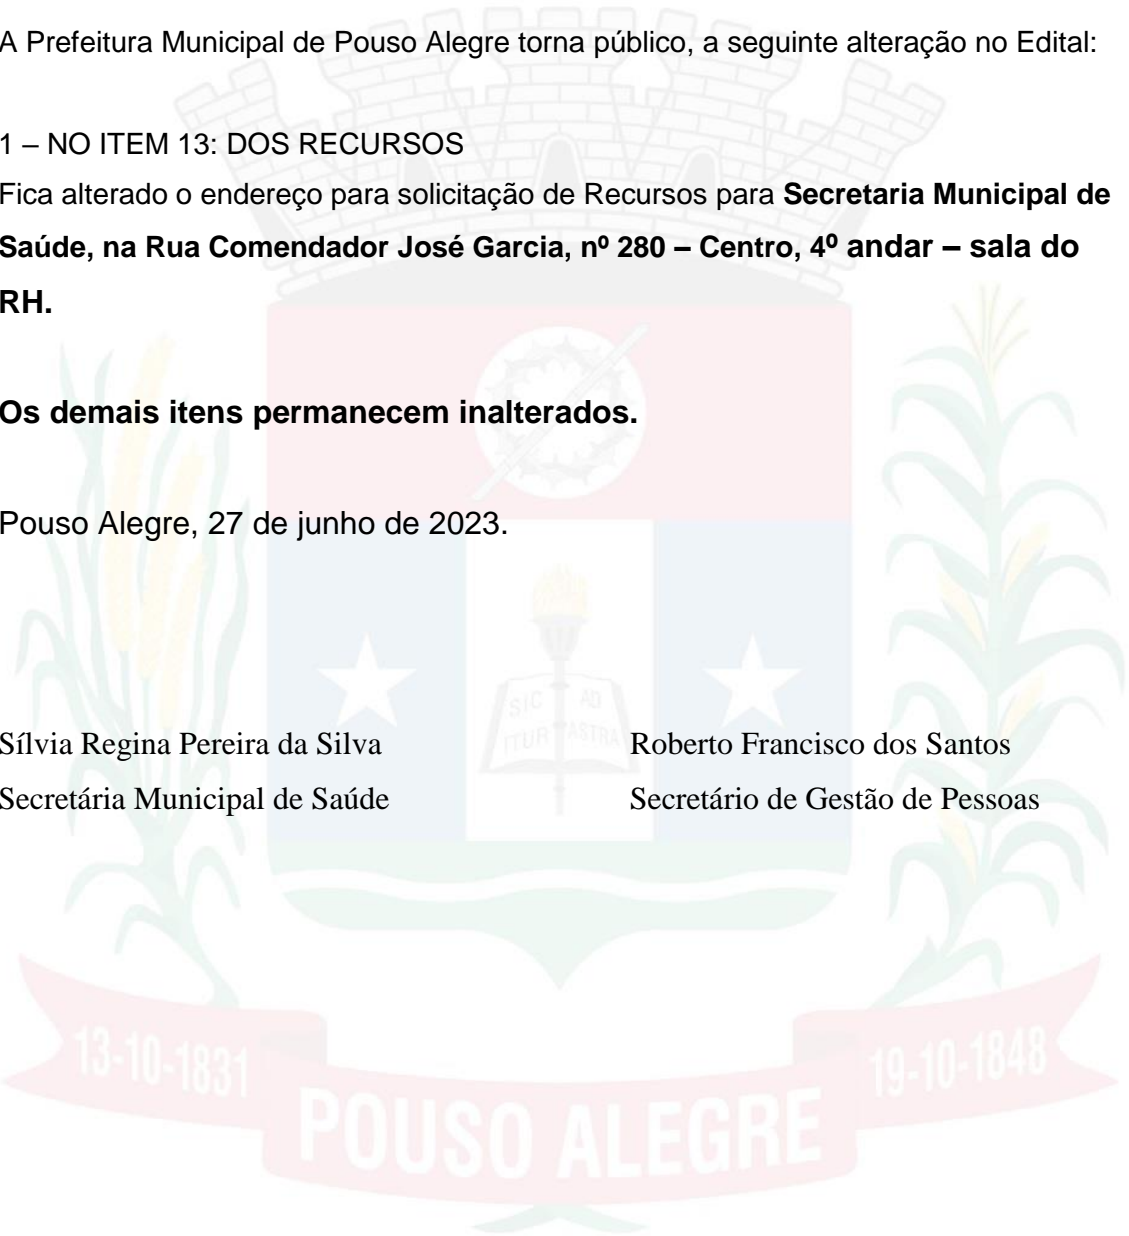 A Prefeitura Municipal de Pouso Alegre torna público, a seguinte alteração no Edital:
1 – NO ITEM 13: DOS RECURSOS
Fica alterado o endereço para solicitação de Recursos para Secretaria Municipal de
Saúde, na Rua Comendador José Garcia, nº 280 – Centro, 4º andar – sala do
RH.
Os demais itens permanecem inalterados.
Pouso Alegre, 27 de junho de 2023.
SIC AD
ITUR ASTRA
Sílvia Regina Pereira da Silva
Roberto Francisco dos Santos
Secretária Municipal de Saúde
Secretário de Gestão de Pessoas
13-10-1831
19-10-1848
POUSO ALEGRE